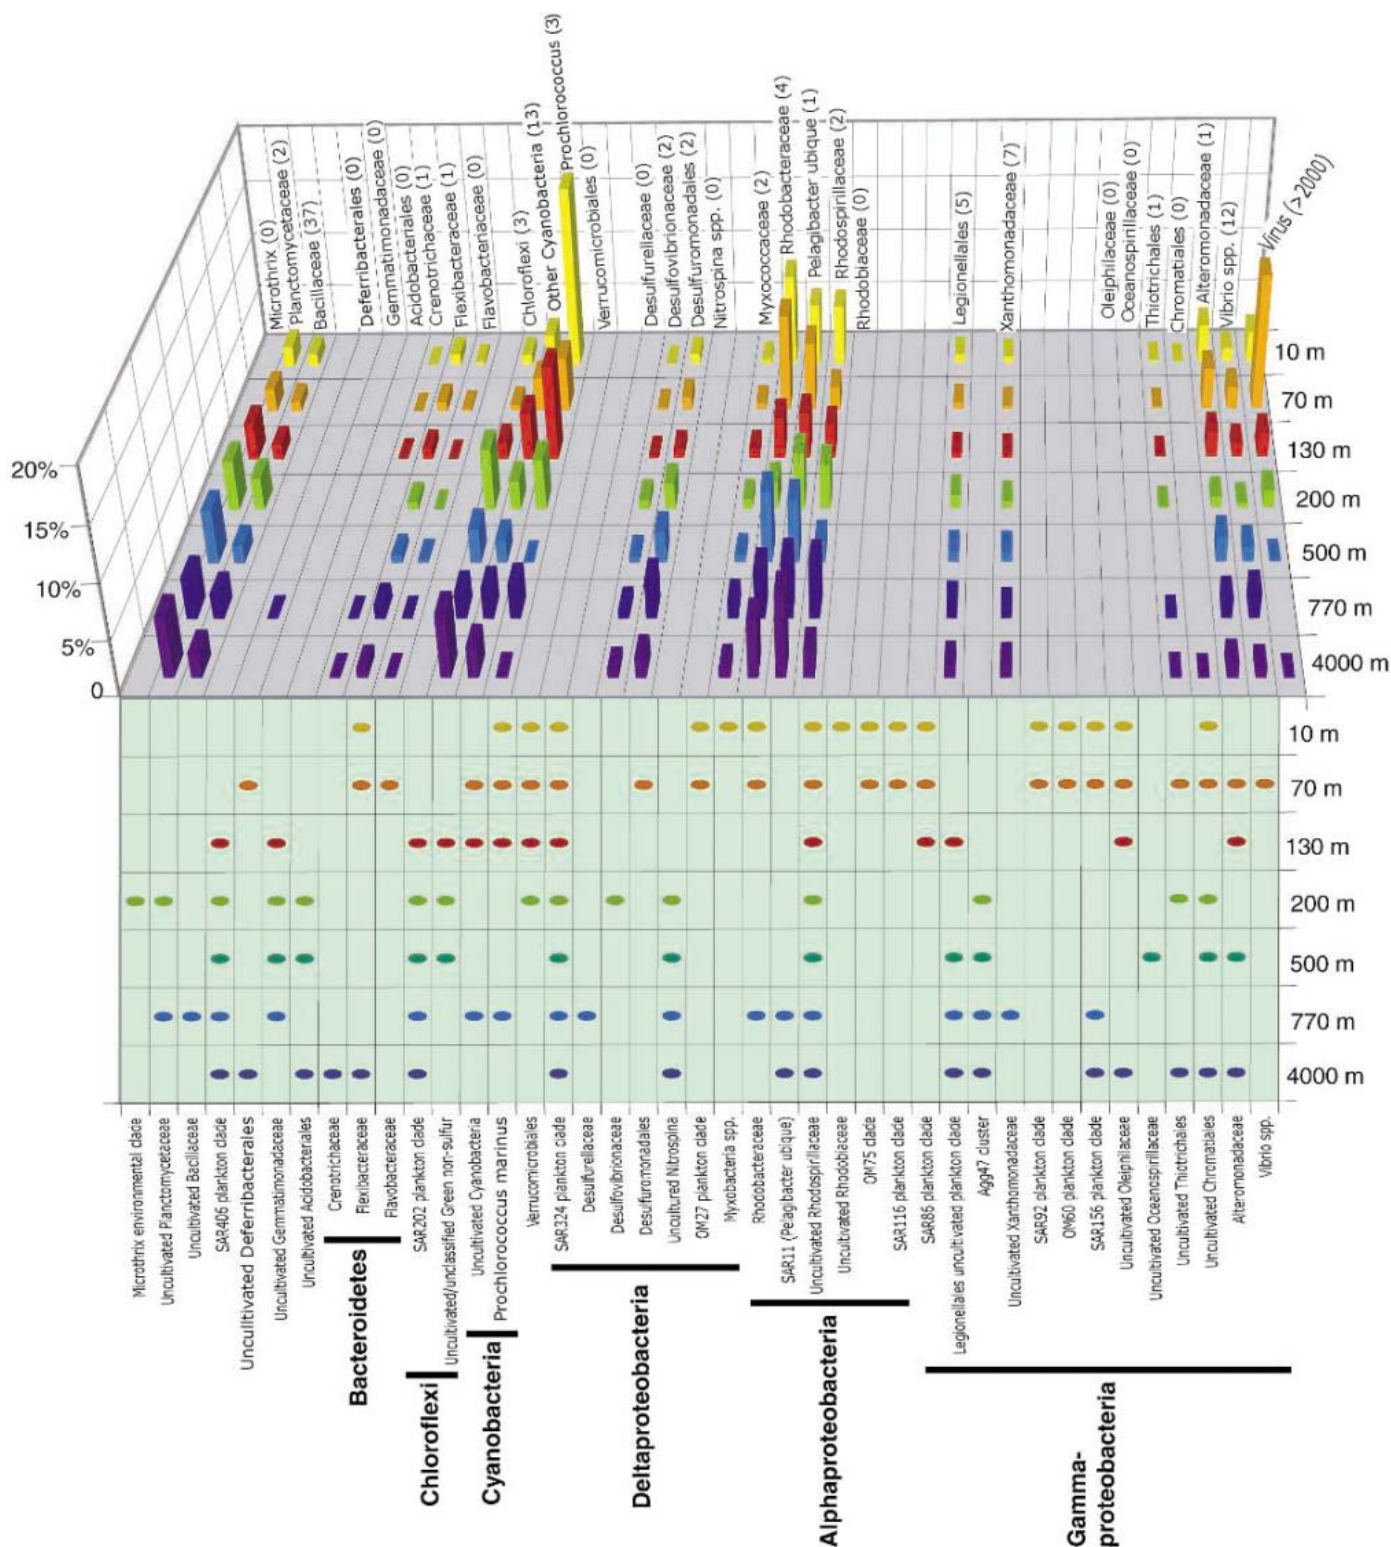 Microthrix (0)
Planctomycetaceae (2)
Bacillaceae (37)
Deferribacterales (0)
Gemmatimonadaceae (0)
Acidobacteriales (0)
Crenotrichaceae (1)
Flexibacteraceae (1)
Flavobacteriaceae (0)
Chloroflexi (3)
Other Cyanobacteria (13)
Prochlorococcus (3)
Verrucomicrobiales (0)
Desulfurellaceae (0)
Desulfovibrionaceae (2)
Desulfuromonadales (2)
Nitrospina spp. (0)
Myxococcaceae (2)
Rhodobacteraceae (4)
Pelagibacter ubique (1)
Rhodospirillaceae (2)
Rhodobiaceae (0)
Legionellales (5)
Xanthomonadaceae (7)
Oleiphilaceae (0)
Oceanospirillaceae (0)
Thiotrichales (1)
Chromatiales (0)
Alteromonadaceae (1)
Vibrio spp. (12)
Virus (>2000)
20%
15%
10%
5%
0
10 m
70 m
130 m
200 m
500 m
770 m
4000 m
10 m
70 m
130 m
200 m
500 m
770 m
4000 m
Microthrix environmental clade
Uncultivated Planctomycetaceae
Uncultivated Bacillaceae
SAR406 plankton clade
Unculltivated Deferribacterales
Uncultivated Gemmatimonadaceae
Uncultivated Acidobacteriales
Crenotrichaceae
Flexibacteraceae
Flavobacteraceae
SAR202 plankton clade
Uncultivated/unclassified Green non-sulfur
Uncultivated Cyanobacteria
Prochlorococcus marinus
Verrucomicrobiales
SAR324 plankton clade
Desulfurellaceae
Desulfovibrionaceae
Desulfuromonadales
Uncultured Nitrospina
OM27 plankton clade
Myxobacteria spp.
Rhodobacteraceae
SAR11 (Pelagibacter ubique)
Uncultivated Rhodospirillaceae
Uncultivated Rhodobiaceae
OM75 clade
SAR116 plankton clade
SAR86 plankton clade
Legionellales uncultivated plankton clade
Agg47 cluster
Uncultivated Xanthomonadaceae
SAR92 plankton clade
OM60 plankton clade
SAR156 plankton clade
Uncultivated Oleiphilaceae
Uncultivated Ocenospirillaceae
Uncultivated Thiotrichales
Uncultivated Chromatiales
Alteromonadaceae
Vibrio spp.
Bacteroidetes
Chloroflexi
Cyanobacteria
Deltaproteobacteria
Alphaproteobacteria
Gamma-
proteobacteria